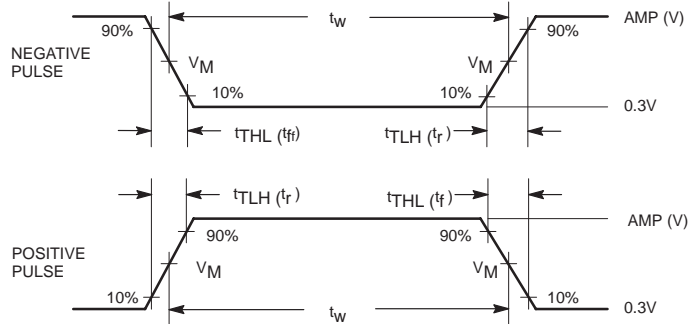 90%
tw
90%
AMP (V)
NEGATIVE
PULSE
VM
VM
10%
10%
0.3V
tTHL (tff)
tTLH (tr)
tTLH (tr)
tTHL (tf)
AMP (V)
90%
90%
POSITIVE
PULSE
VM
VM
10%
10%
tw
0.3V